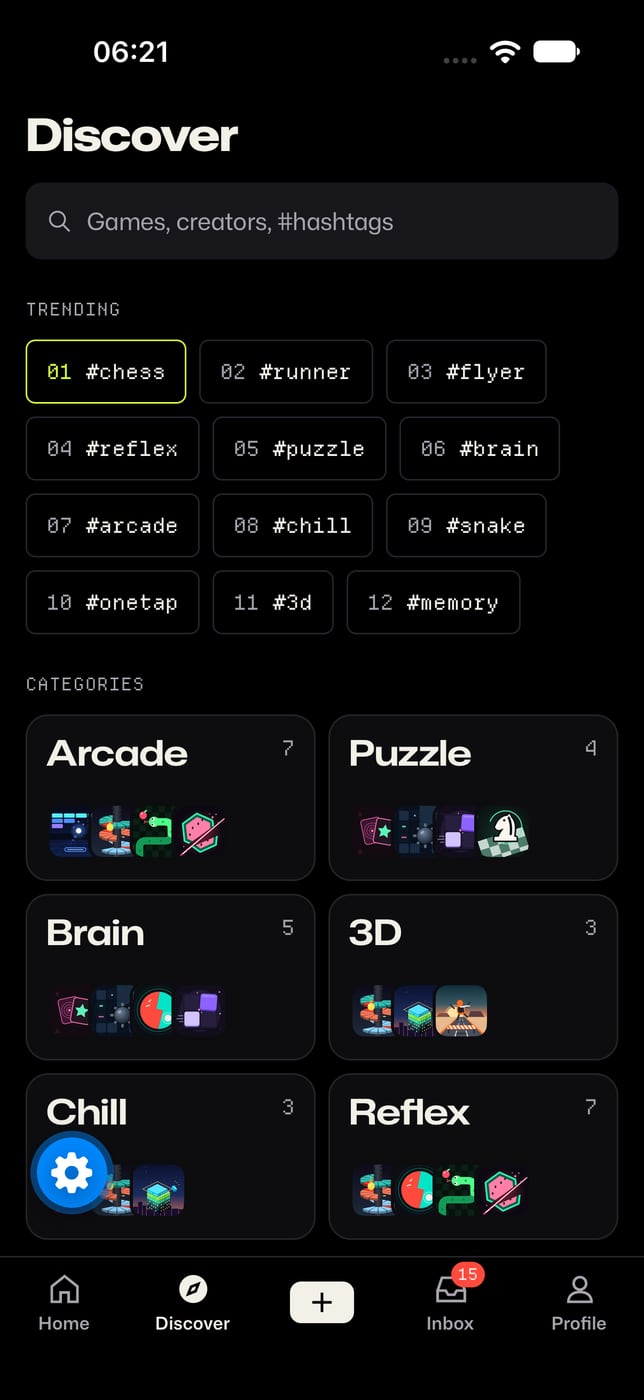 06:21
Discover
Games, creators, #hashtags
TRENDING
01 #chess 02 #runner 03 #flyer
04 #reflex 05 #puzzle 06 #brain
07 #arcade 08 #chill 09 #snake
10 #onetap 11 #3d 12 #memory
CATEGORIES
Arcade 7 Puzzle 4
Brain 5 3D 3
Chill 3 Reflex 7
15
Home Discover Inbox Profile